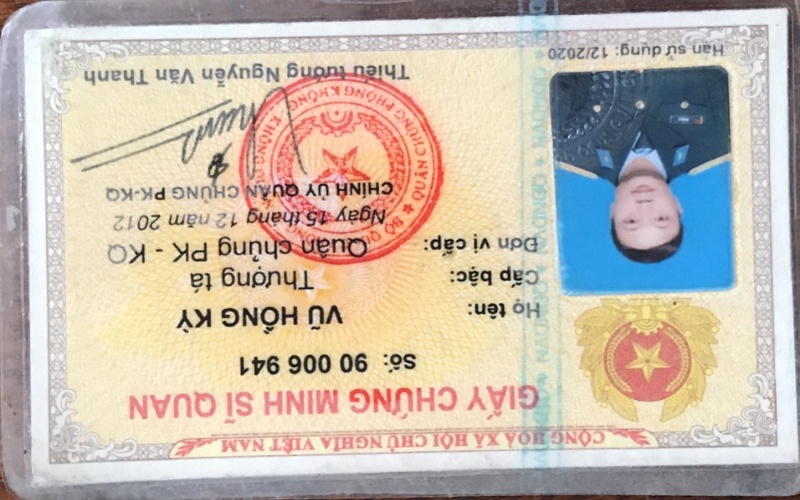 CỘNG HOÀ XÃ HỘI CHỦ NGHĨA VIỆT NAM
GIẤY CHỨNG MINH SĨ QUAN
Số: 90 006 941
Họ tên: VŨ HỒNG KỲ
Cấp bậc: Thượng tá
Đơn vị cấp: Quân chủng PK - KQ
Ngày 15 tháng 12 năm 2012
CHÍNH ỦY QUÂN CHỦNG PK-KQ
Thiếu tướng Nguyễn Văn Thanh
Hạn sử dụng: 12/2020